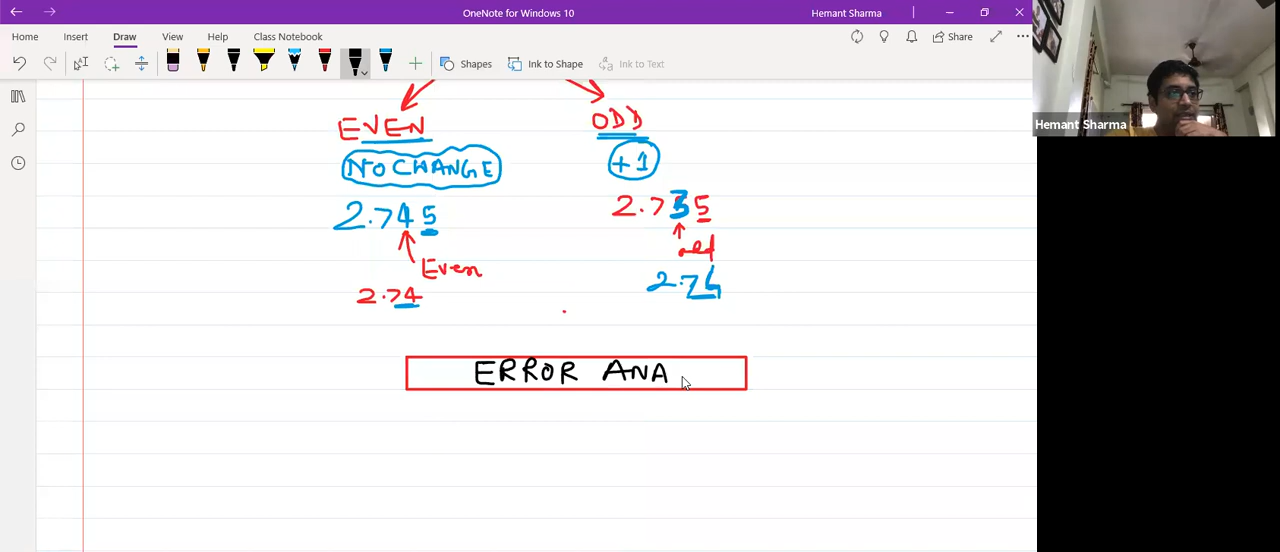 OneNote for Windows 10
Hemant Sharma
Home Insert Draw View Help Class Notebook
Share
Shapes Ink to Shape Ink to Text
Hemant Sharma
EVEN ODD
NO CHANGE +1
2.745 2.735
odd
Even
2.74 2.74
ERROR ANA